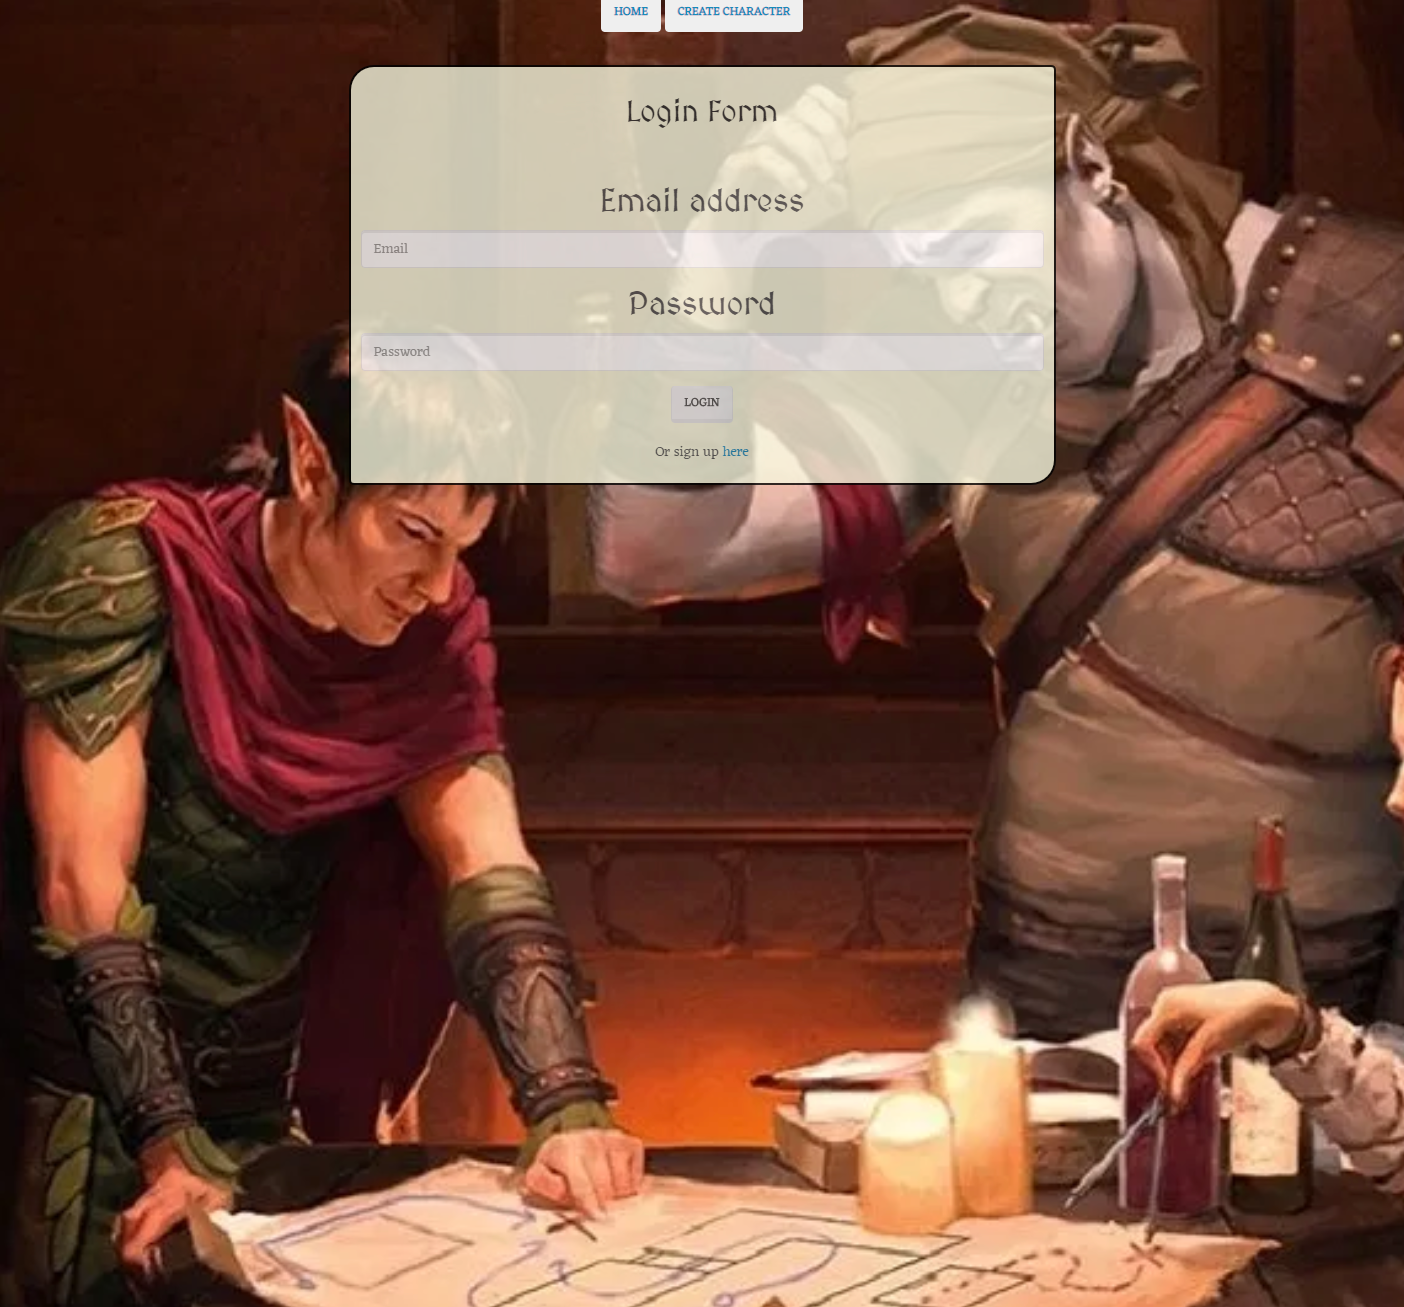 HOME CREATE CHARACTER
Login Form
Email address
Email
Password
Password
LOGIN
Or sign up here